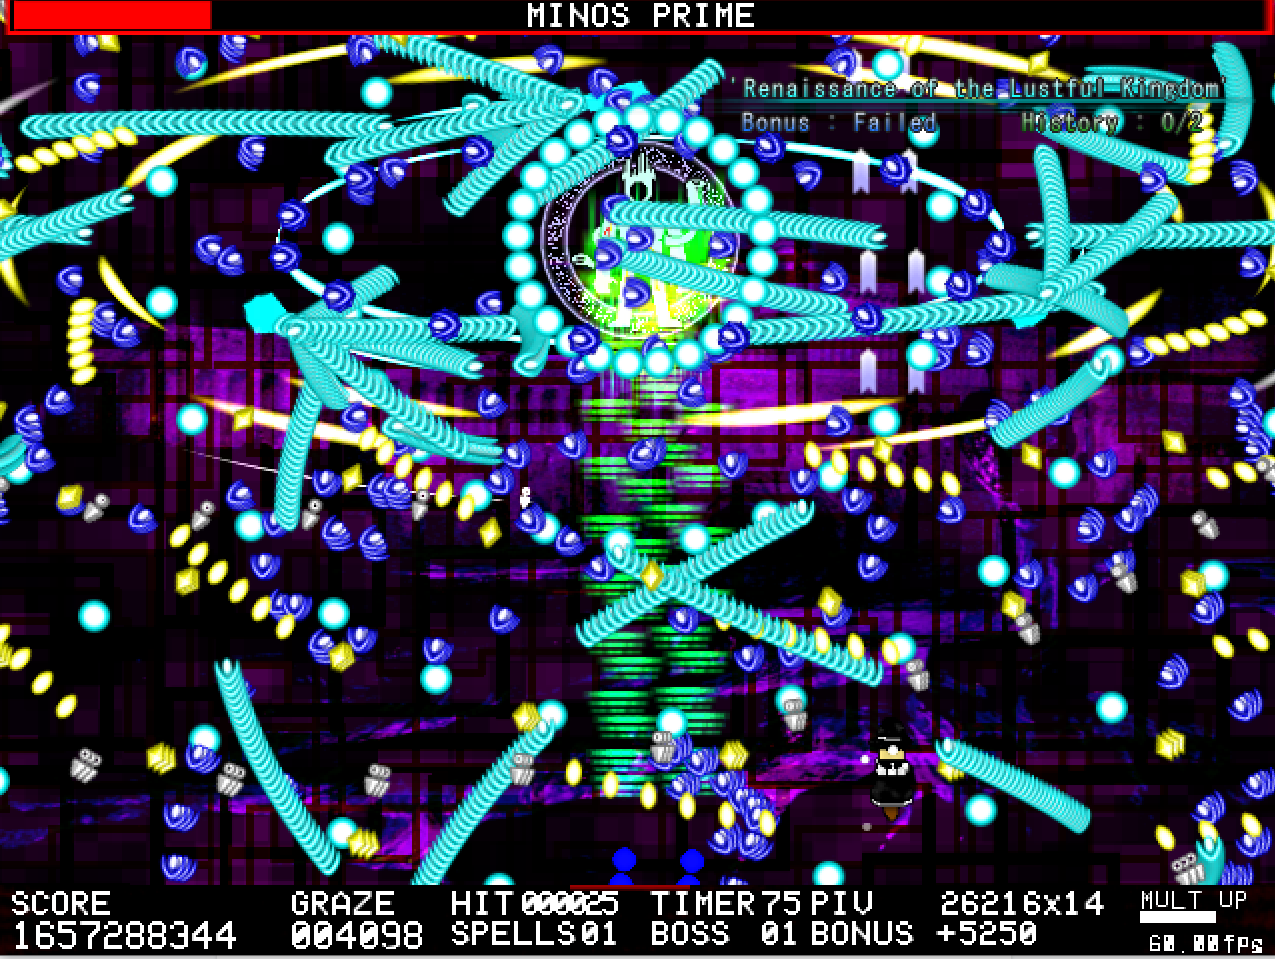 MINOS PRIME
'Renaissance of the Lustful Kingdom'
Bonus : Failed History : 0/2
SCORE GRAZE HIT 000025 TIMER 75 PIV 26216x14 MULT UP
1657288344 004098 SPELLS 01 BOSS 01 BONUS +5250 60.00fps